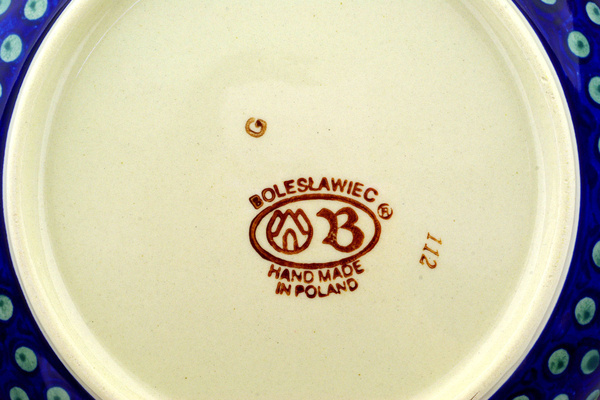 G
BOLESŁAWIEC
®
B
112
HAND MADE
IN POLAND